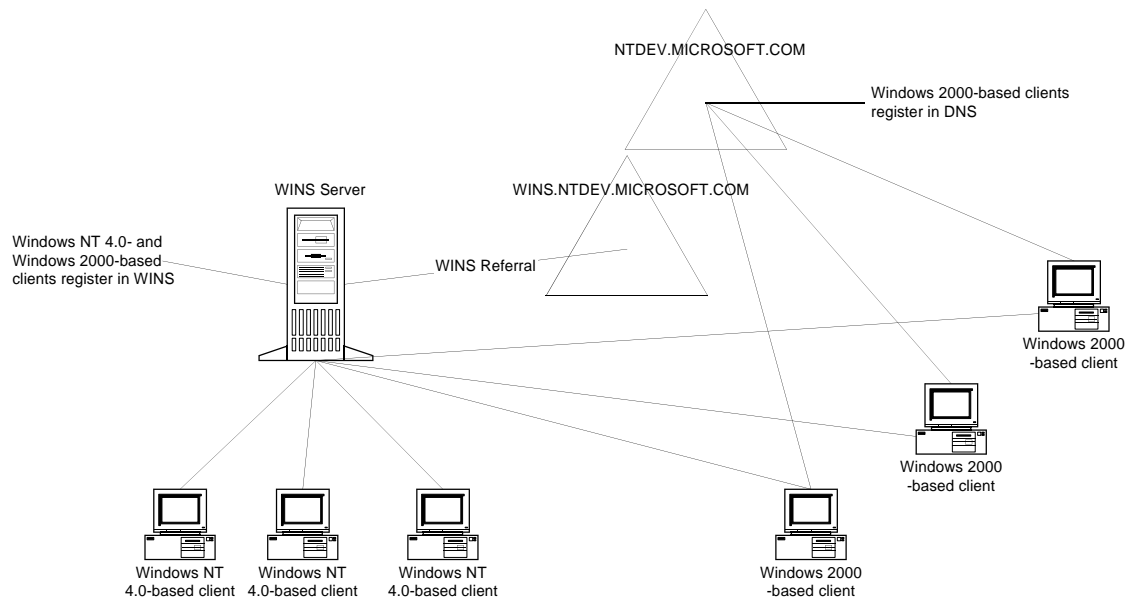 NTDEV.MICROSOFT.COM
Windows 2000-based clients
register in DNS
WINS Server
WINS.NTDEV.MICROSOFT.COM
Windows NT 4.0- and
Windows 2000-based
clients register in WINS
WINS Referral
Windows 2000
-based client
Windows 2000
-based client
Windows NT
4.0-based client
Windows NT
4.0-based client
Windows NT
4.0-based client
Windows 2000
-based client